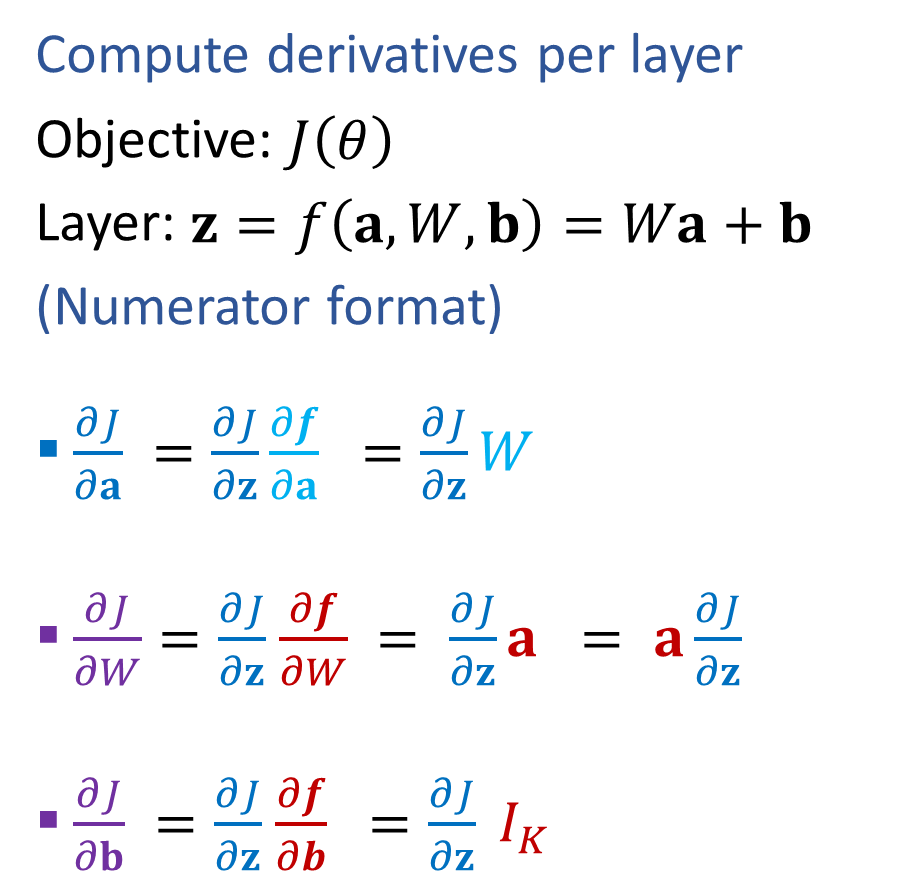 Compute derivatives per layer
Objective: J(θ)
Layer: z = f(a, W, b) = Wa + b
(Numerator format)
▪ ∂J/∂a = ∂J/∂z ∂f/∂a = ∂J/∂z W
▪ ∂J/∂W = ∂J/∂z ∂f/∂W = ∂J/∂z a = a ∂J/∂z
▪ ∂J/∂b = ∂J/∂z ∂f/∂b = ∂J/∂z I_K